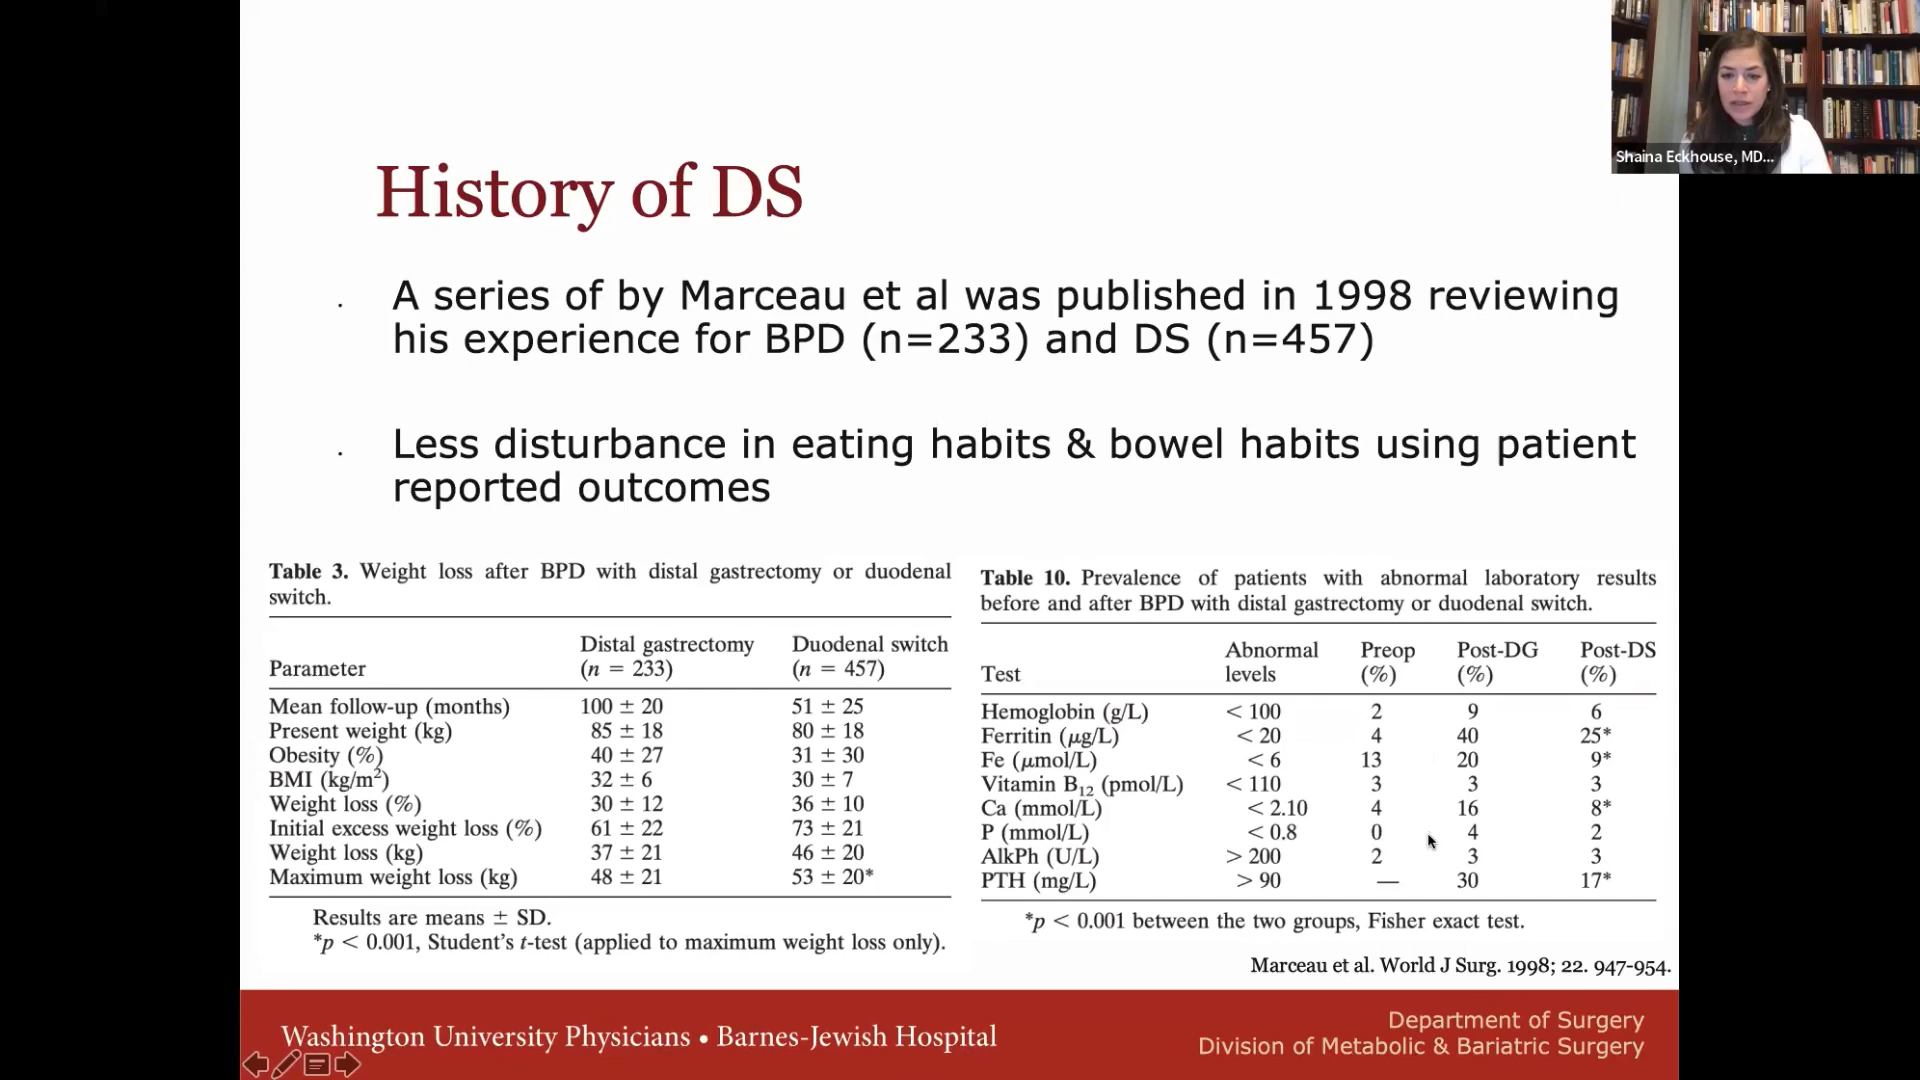 Shaina Eckhouse, MD...
History of DS
· A series of by Marceau et al was published in 1998 reviewing
his experience for BPD (n=233) and DS (n=457)
· Less disturbance in eating habits & bowel habits using patient
reported outcomes
Table 3. Weight loss after BPD with distal gastrectomy or duodenal
switch.
Distal gastrectomy Duodenal switch
Parameter (n = 233) (n = 457)
Mean follow-up (months) 100 ± 20 51 ± 25
Present weight (kg) 85 ± 18 80 ± 18
Obesity (%) 40 ± 27 31 ± 30
BMI (kg/m²) 32 ± 6 30 ± 7
Weight loss (%) 30 ± 12 36 ± 10
Initial excess weight loss (%) 61 ± 22 73 ± 21
Weight loss (kg) 37 ± 21 46 ± 20
Maximum weight loss (kg) 48 ± 21 53 ± 20*
Results are means ± SD.
*p < 0.001, Student's t-test (applied to maximum weight loss only).
Table 10. Prevalence of patients with abnormal laboratory results
before and after BPD with distal gastrectomy or duodenal switch.
Abnormal Preop Post-DG Post-DS
Test levels (%) (%) (%)
Hemoglobin (g/L) < 100 2 9 6
Ferritin (μg/L) < 20 4 40 25*
Fe (μmol/L) < 6 13 20 9*
Vitamin B₁₂ (pmol/L) < 110 3 3 3
Ca (mmol/L) < 2.10 4 16 8*
P (mmol/L) < 0.8 0 4 2
AlkPh (U/L) > 200 2 3 3
PTH (mg/L) > 90 — 30 17*
*p < 0.001 between the two groups, Fisher exact test.
Marceau et al. World J Surg. 1998; 22. 947-954.
Washington University Physicians • Barnes-Jewish Hospital
Department of Surgery
Division of Metabolic & Bariatric Surgery